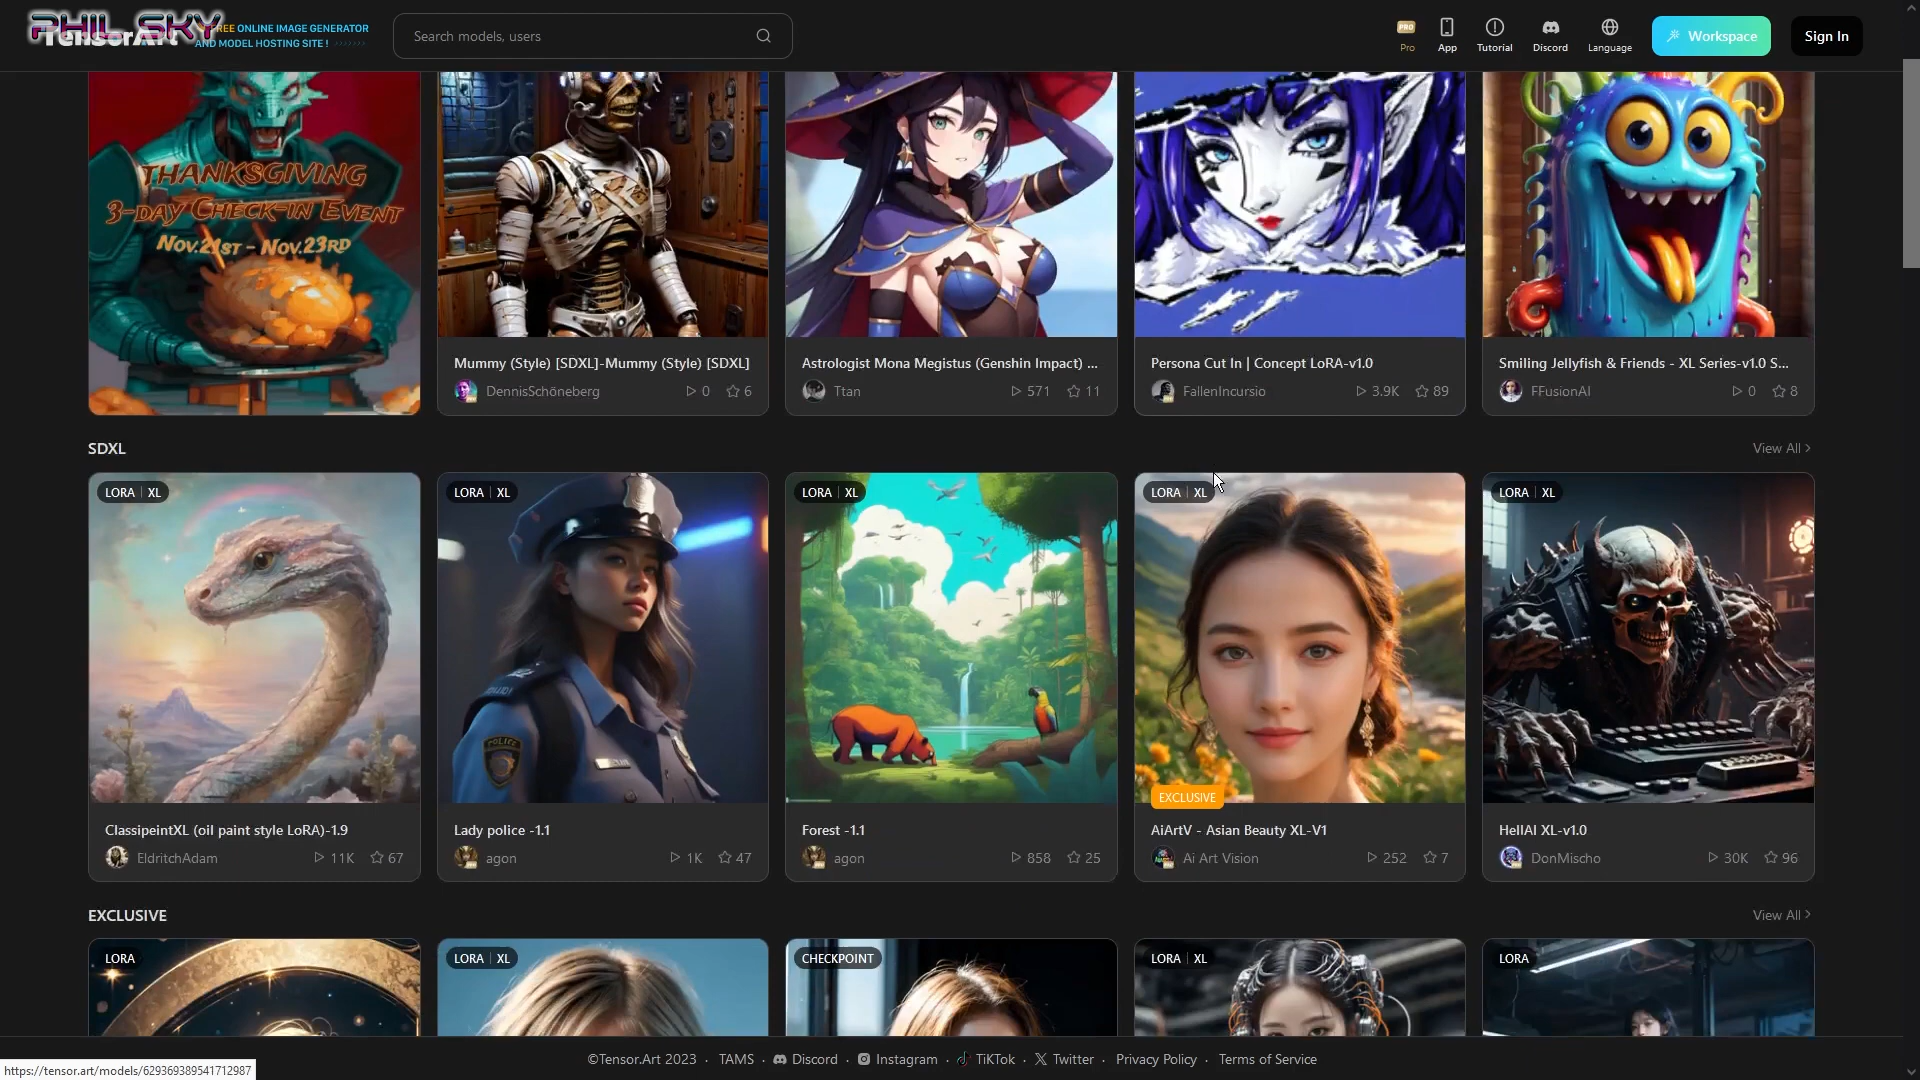 PHIL SKY
TensorArt
FREE ONLINE IMAGE GENERATOR
AND MODEL HOSTING SITE !
Search models, users
PRO
Pro
App
Tutorial
Discord
Language
Workspace
Sign In
THANKSGIVING
3-DAY CHECK-IN EVENT
NOV.21ST - NOV.23RD
Mummy (Style) [SDXL]-Mummy (Style) [SDXL]
DennisSchöneberg 0 6
Astrologist Mona Megistus (Genshin Impact) ...
Ttan 571 11
Persona Cut In | Concept LoRA-v1.0
FallenIncursio 3.9K 89
Smiling Jellyfish & Friends - XL Series-v1.0 S...
FFusionAI 0 8
SDXL
View All
LORA | XL
LORA | XL
LORA | XL
LORA | XL
LORA | XL
POLICE
EXCLUSIVE
ClassipeintXL (oil paint style LoRA)-1.9
EldritchAdam 11K 67
Lady police -1.1
agon 1K 47
Forest -1.1
agon 858 25
AiArtV - Asian Beauty XL-V1
Ai Art Vision 252 7
HellAI XL-v1.0
DonMischo 30K 96
EXCLUSIVE
View All
LORA
LORA | XL
CHECKPOINT
LORA | XL
LORA
©Tensor.Art 2023 · TAMS · Discord · Instagram · TikTok · Twitter · Privacy Policy · Terms of Service
https://tensor.art/models/629369389541712987